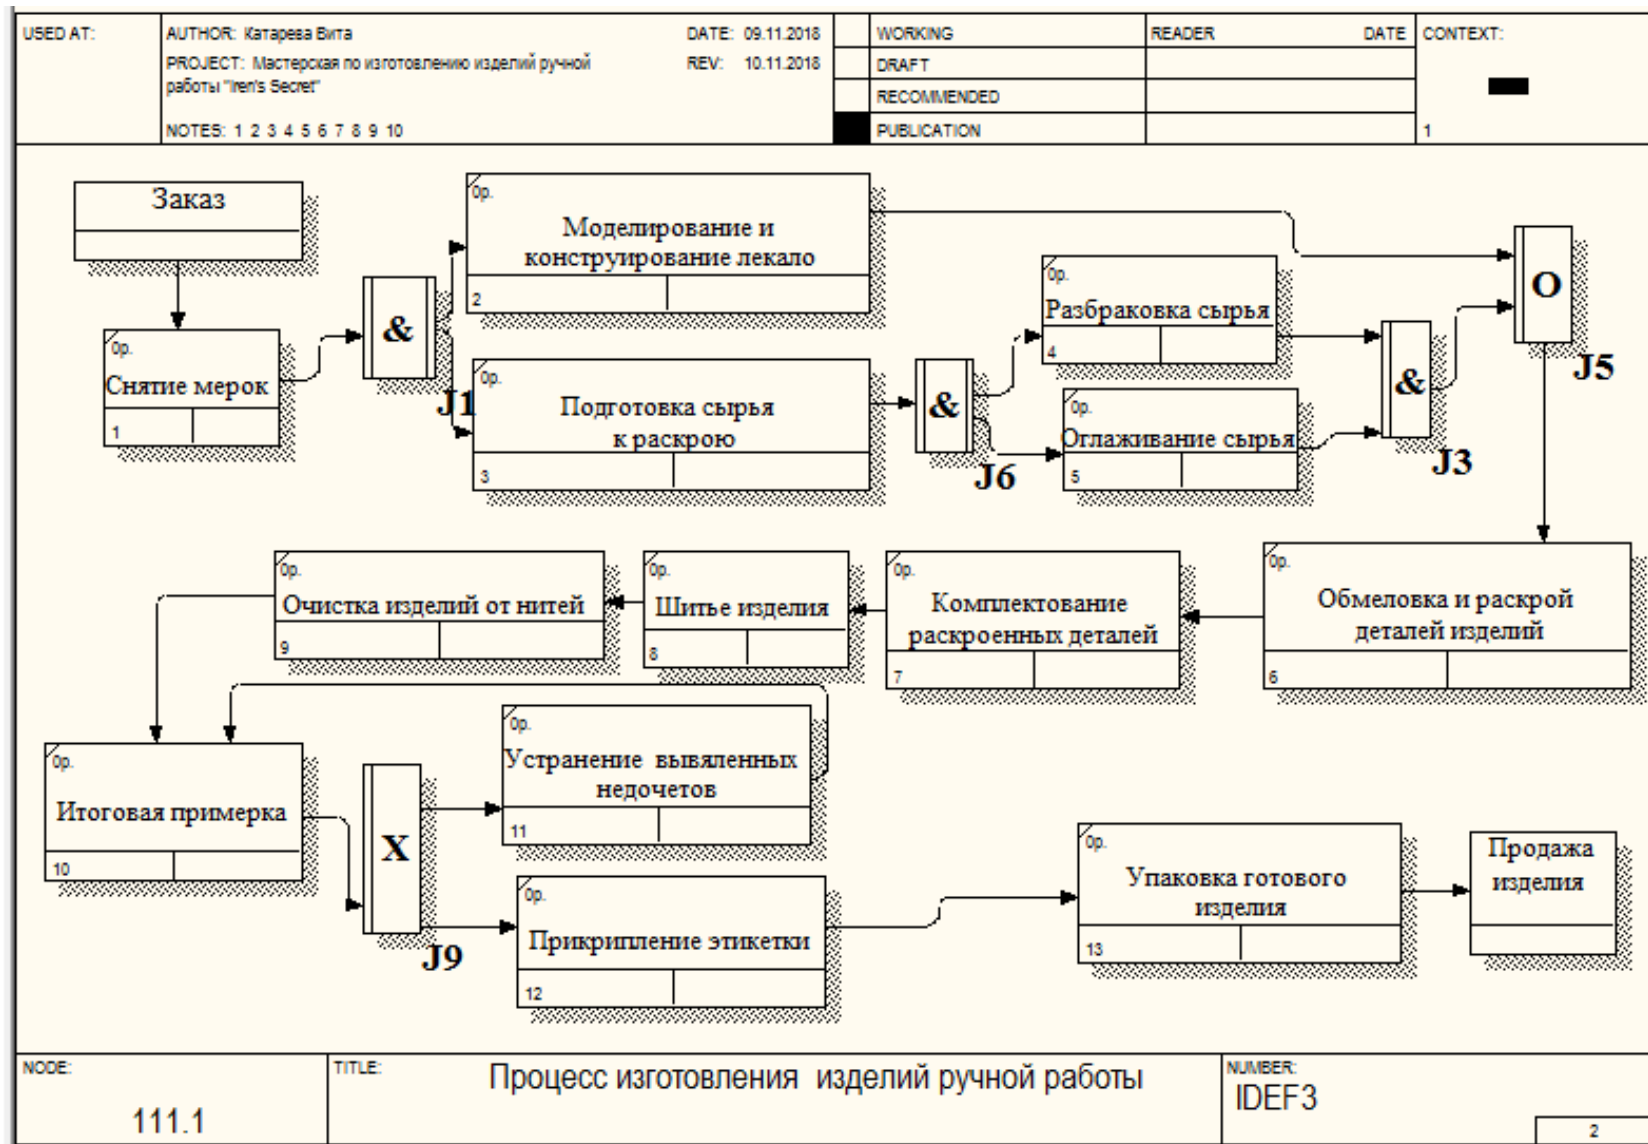 USED AT:
AUTHOR: Катарева Вита
DATE: 09.11.2018
PROJECT: Мастерская по изготовлению изделий ручной
работы "Iren's Secret"
REV: 10.11.2018
NOTES: 1 2 3 4 5 6 7 8 9 10
WORKING
DRAFT
RECOMMENDED
PUBLICATION
READER DATE
CONTEXT:
1
Заказ
0р.
Снятие мерок
1
&
J1
0р.
Моделирование и
конструирование лекало
2
0р.
Подготовка сырья
к раскрою
3
&
J6
0р.
Разбраковка сырья
4
0р.
Оглаживание сырья
5
&
J3
O
J5
0р.
Очистка изделий от нитей
9
0р.
Шитье изделия
8
0р.
Комплектование
раскроенных деталей
7
0р.
Обмеловка и раскрой
деталей изделий
6
0р.
Итоговая примерка
10
X
J9
0р.
Устранение вывяленных
недочетов
11
0р.
Прикрипление этикетки
12
0р.
Упаковка готового
изделия
13
Продажа
изделия
NODE:
111.1
TITLE:
Процесс изготовления изделий ручной работы
NUMBER:
IDEF3
2